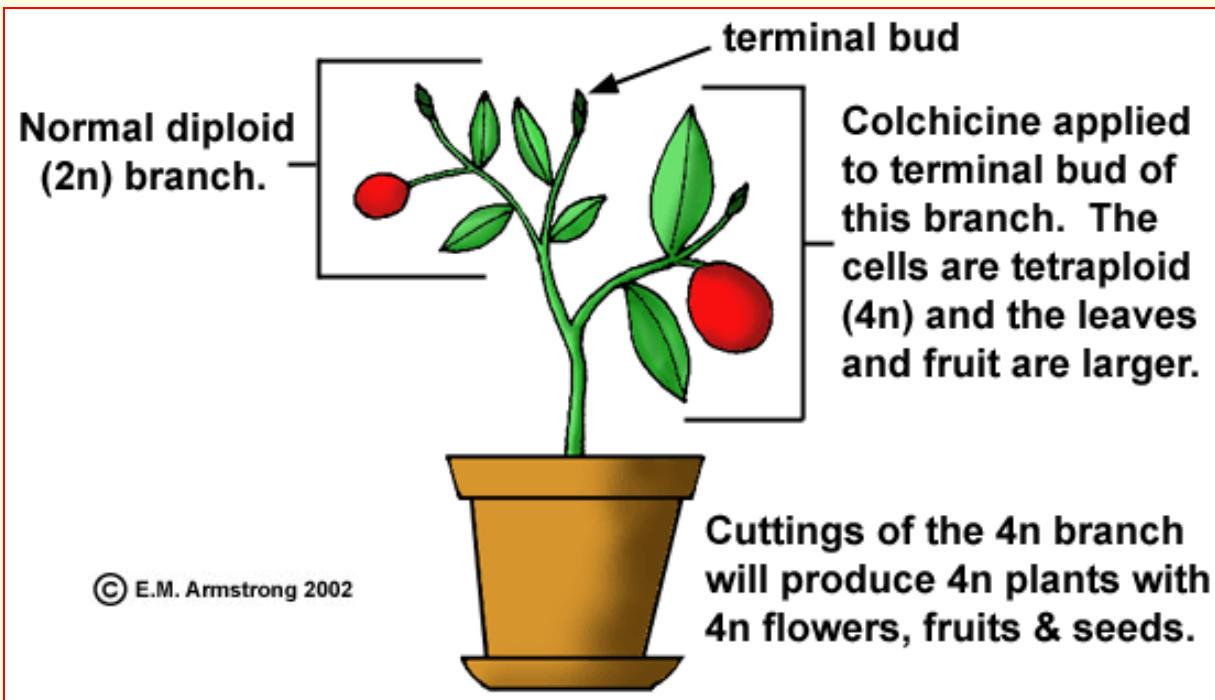 terminal bud
Normal diploid
(2n) branch.
Colchicine applied
to terminal bud of
this branch. The
cells are tetraploid
(4n) and the leaves
and fruit are larger.
Cuttings of the 4n branch
will produce 4n plants with
4n flowers, fruits & seeds.
© E.M. Armstrong 2002